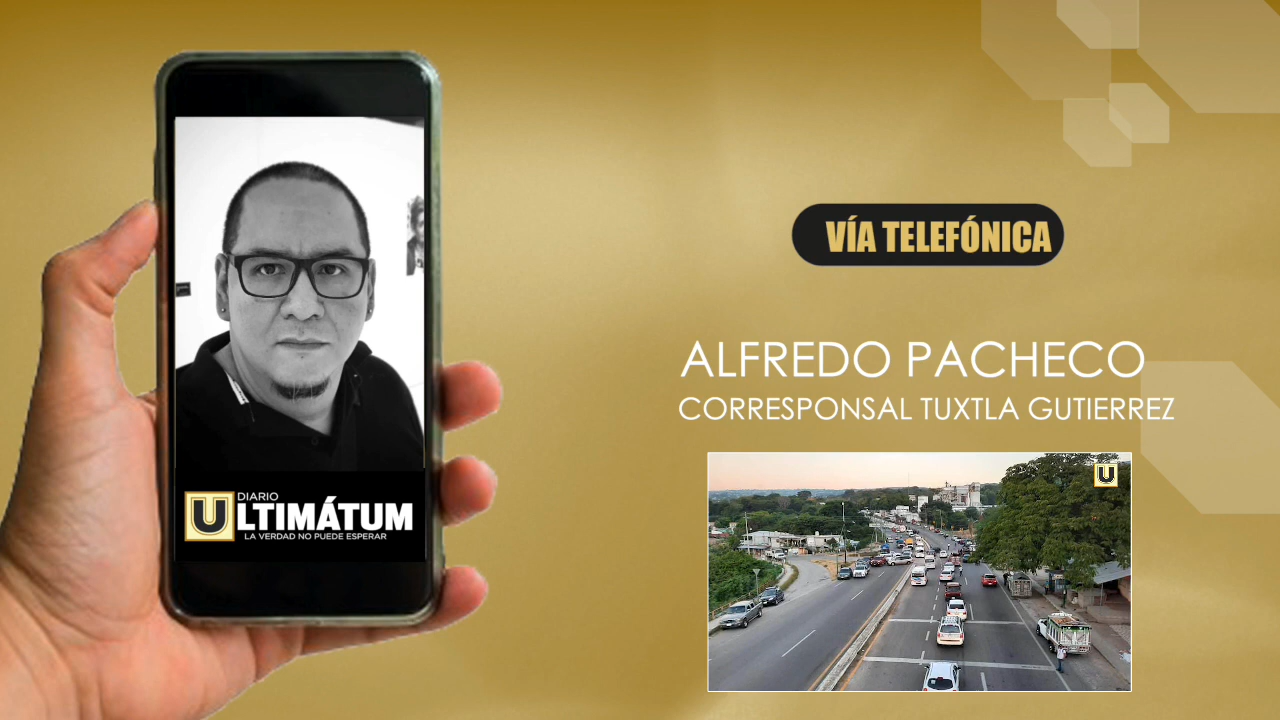 VÍA TELEFÓNICA
ALFREDO PACHECO
CORRESPONSAL TUXTLA GUTIERREZ
DIARIO
ULTIMÁTUM
LA VERDAD NO PUEDE ESPERAR
U